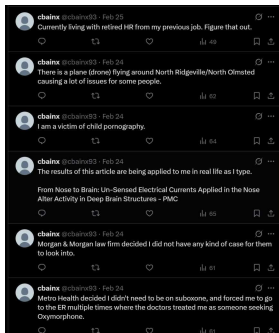 cbainx @cbainx93 · Feb 25
Currently living with retired HR from my previous job. Figure that out.
49
cbainx @cbainx93 · Feb 24
There is a plane (drone) flying around North Ridgeville/North Olmsted
causing a lot of issues for some people.
62
cbainx @cbainx93 · Feb 24
I am a victim of child pornography.
64
cbainx @cbainx93 · Feb 24
The results of this article are being applied to me in real life as I type.
From Nose to Brain: Un-Sensed Electrical Currents Applied in the Nose
Alter Activity in Deep Brain Structures - PMC
65
cbainx @cbainx93 · Feb 24
Morgan & Morgan law firm decided I did not have any kind of case for them
to look into.
61
cbainx @cbainx93 · Feb 24
Metro Health decided I didn't need to be on suboxone, and forced me to go
to the ER multiple times where the doctors treated me as someone seeking
Oxymorphone.